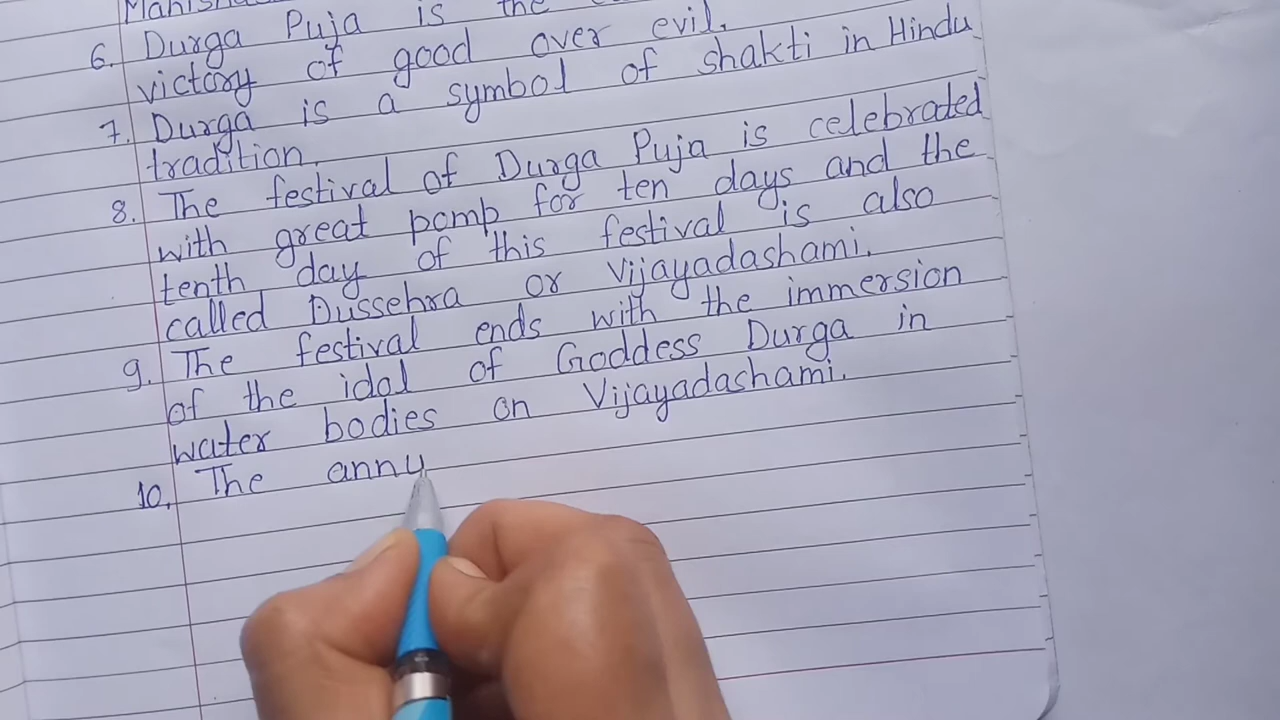 6. Durga Puja is the
victory of good over evil.
7. Durga is a symbol of shakti in Hindu
tradition.
8. The festival of Durga Puja is celebrated
with great pomp for ten days and the
tenth day of this festival is also
called Dussehra or Vijayadashami.
9. The festival ends with the immersion
of the idol of Goddess Durga in
water bodies on Vijayadashami.
10. The annu